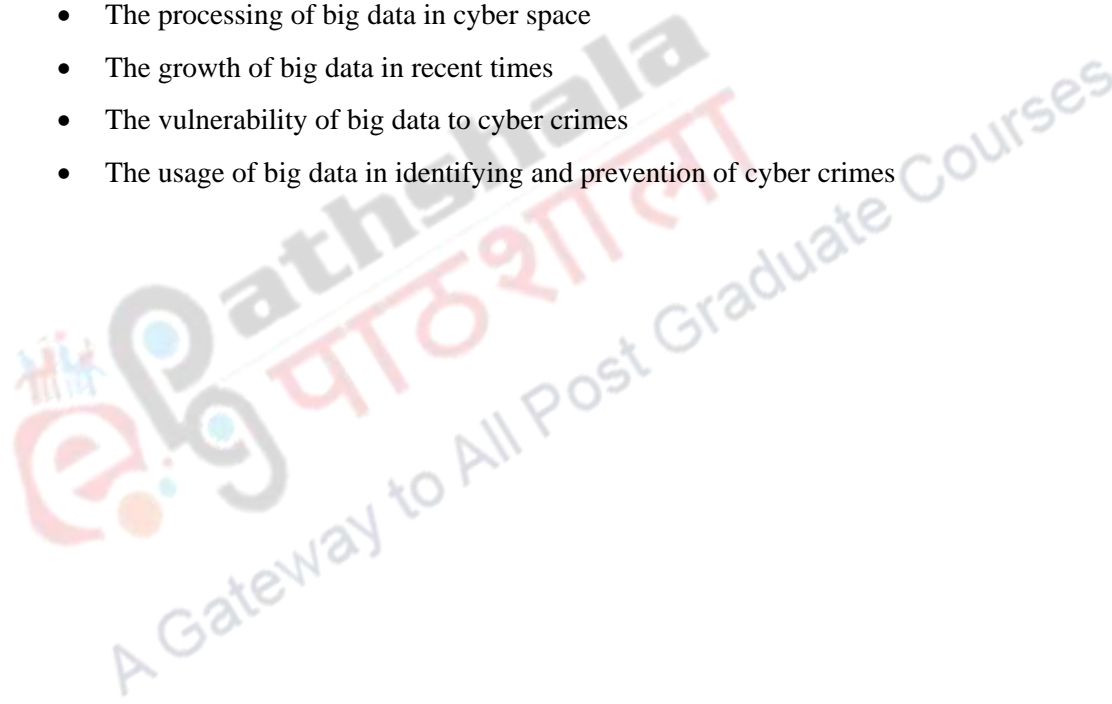 • The processing of big data in cyber space
• The growth of big data in recent times
• The vulnerability of big data to cyber crimes
• The usage of big data in identifying and prevention of cyber crimes
e
Pg
Pathshala
पाठशाला
A Gateway to All Post Graduate Courses